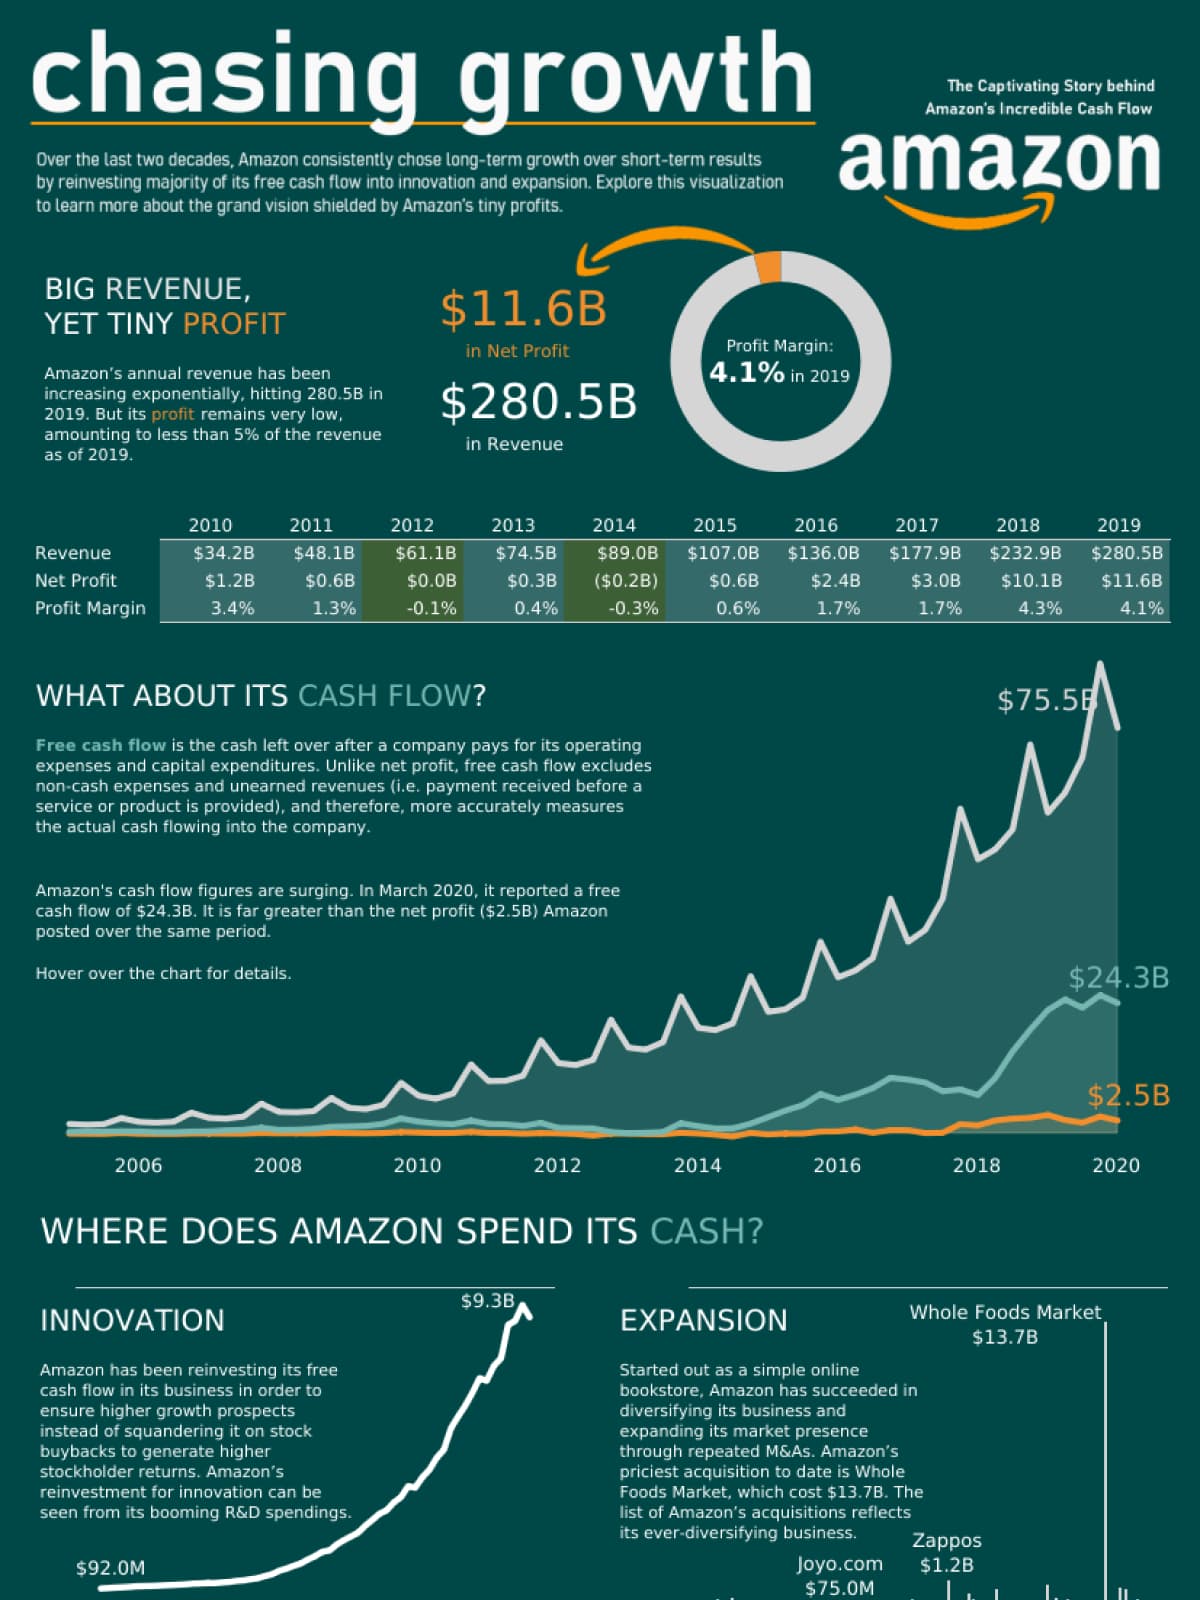 chasing growth
The Captivating Story behind
Amazon's Incredible Cash Flow
amazon
Over the last two decades, Amazon consistently chose long-term growth over short-term results
by reinvesting majority of its free cash flow into innovation and expansion. Explore this visualization
to learn more about the grand vision shielded by Amazon's tiny profits.
BIG REVENUE,
YET TINY PROFIT
Amazon's annual revenue has been
increasing exponentially, hitting 280.5B in
2019. But its profit remains very low,
amounting to less than 5% of the revenue
as of 2019.
$11.6B
in Net Profit
$280.5B
in Revenue
Profit Margin:
4.1% in 2019
2010 2011 2012 2013 2014 2015 2016 2017 2018 2019
Revenue $34.2B $48.1B $61.1B $74.5B $89.0B $107.0B $136.0B $177.9B $232.9B $280.5B
Net Profit $1.2B $0.6B $0.0B $0.3B ($0.2B) $0.6B $2.4B $3.0B $10.1B $11.6B
Profit Margin 3.4% 1.3% -0.1% 0.4% -0.3% 0.6% 1.7% 1.7% 4.3% 4.1%
WHAT ABOUT ITS CASH FLOW?
Free cash flow is the cash left over after a company pays for its operating
expenses and capital expenditures. Unlike net profit, free cash flow excludes
non-cash expenses and unearned revenues (i.e. payment received before a
service or product is provided), and therefore, more accurately measures
the actual cash flowing into the company.
Amazon's cash flow figures are surging. In March 2020, it reported a free
cash flow of $24.3B. It is far greater than the net profit ($2.5B) Amazon
posted over the same period.
Hover over the chart for details.
$75.5B
$24.3B
$2.5B
2006 2008 2010 2012 2014 2016 2018 2020
WHERE DOES AMAZON SPEND ITS CASH?
INNOVATION
Amazon has been reinvesting its free
cash flow in its business in order to
ensure higher growth prospects
instead of squandering it on stock
buybacks to generate higher
stockholder returns. Amazon's
reinvestment for innovation can be
seen from its booming R&D spendings.
$9.3B
$92.0M
EXPANSION
Started out as a simple online
bookstore, Amazon has succeeded in
diversifying its business and
expanding its market presence
through repeated M&As. Amazon's
priciest acquisition to date is Whole
Foods Market, which cost $13.7B. The
list of Amazon's acquisitions reflects
its ever-diversifying business.
Whole Foods Market
$13.7B
Zappos
$1.2B
Joyo.com
$75.0M